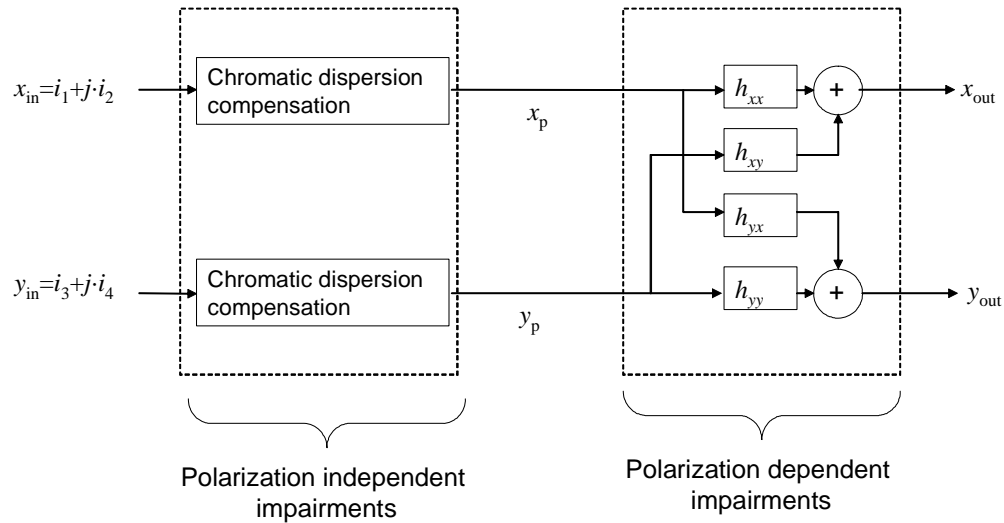 x_in=i_1+j·i_2
Chromatic dispersion
compensation
x_p
h_xx
+
x_out
h_xy
h_yx
y_in=i_3+j·i_4
Chromatic dispersion
compensation
y_p
h_yy
+
y_out
Polarization independent
impairments
Polarization dependent
impairments